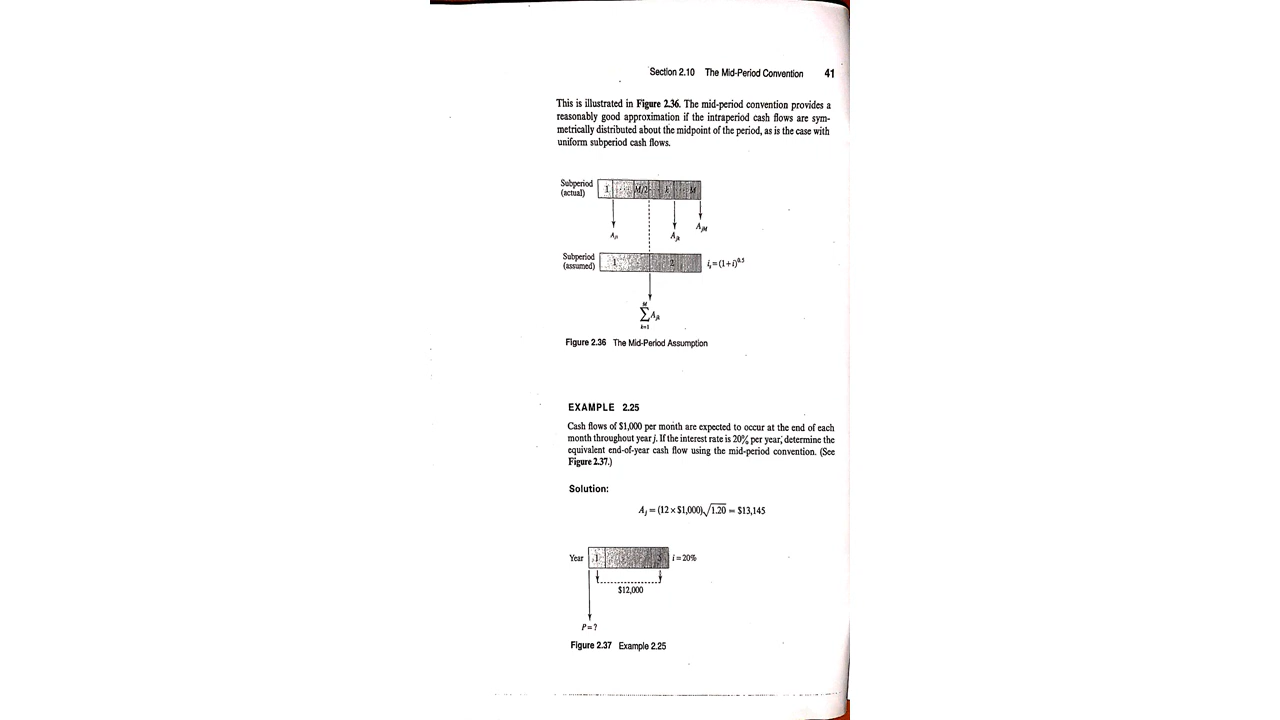 Section 2.10 The Mid-Period Convention 41
This is illustrated in Figure 2.36. The mid-period convention provides a
reasonably good approximation if the intraperiod cash flows are sym-
metrically distributed about the midpoint of the period, as is the case with
uniform subperiod cash flows.
Subperiod
(actual)
1 ... M/2 ... k ... M
A_j1
A_jk
A_jM
Subperiod
(assumed)
1 2
i_s = (1+i)^0.5
M
∑ A_jk
k=1
Figure 2.36 The Mid-Period Assumption
EXAMPLE 2.25
Cash flows of $1,000 per month are expected to occur at the end of each
month throughout year j. If the interest rate is 20% per year, determine the
equivalent end-of-year cash flow using the mid-period convention. (See
Figure 2.37.)
Solution:
A_j = (12 × $1,000)√1.20 = $13,145
Year 1 5 i = 20%
$12,000
P = ?
Figure 2.37 Example 2.25